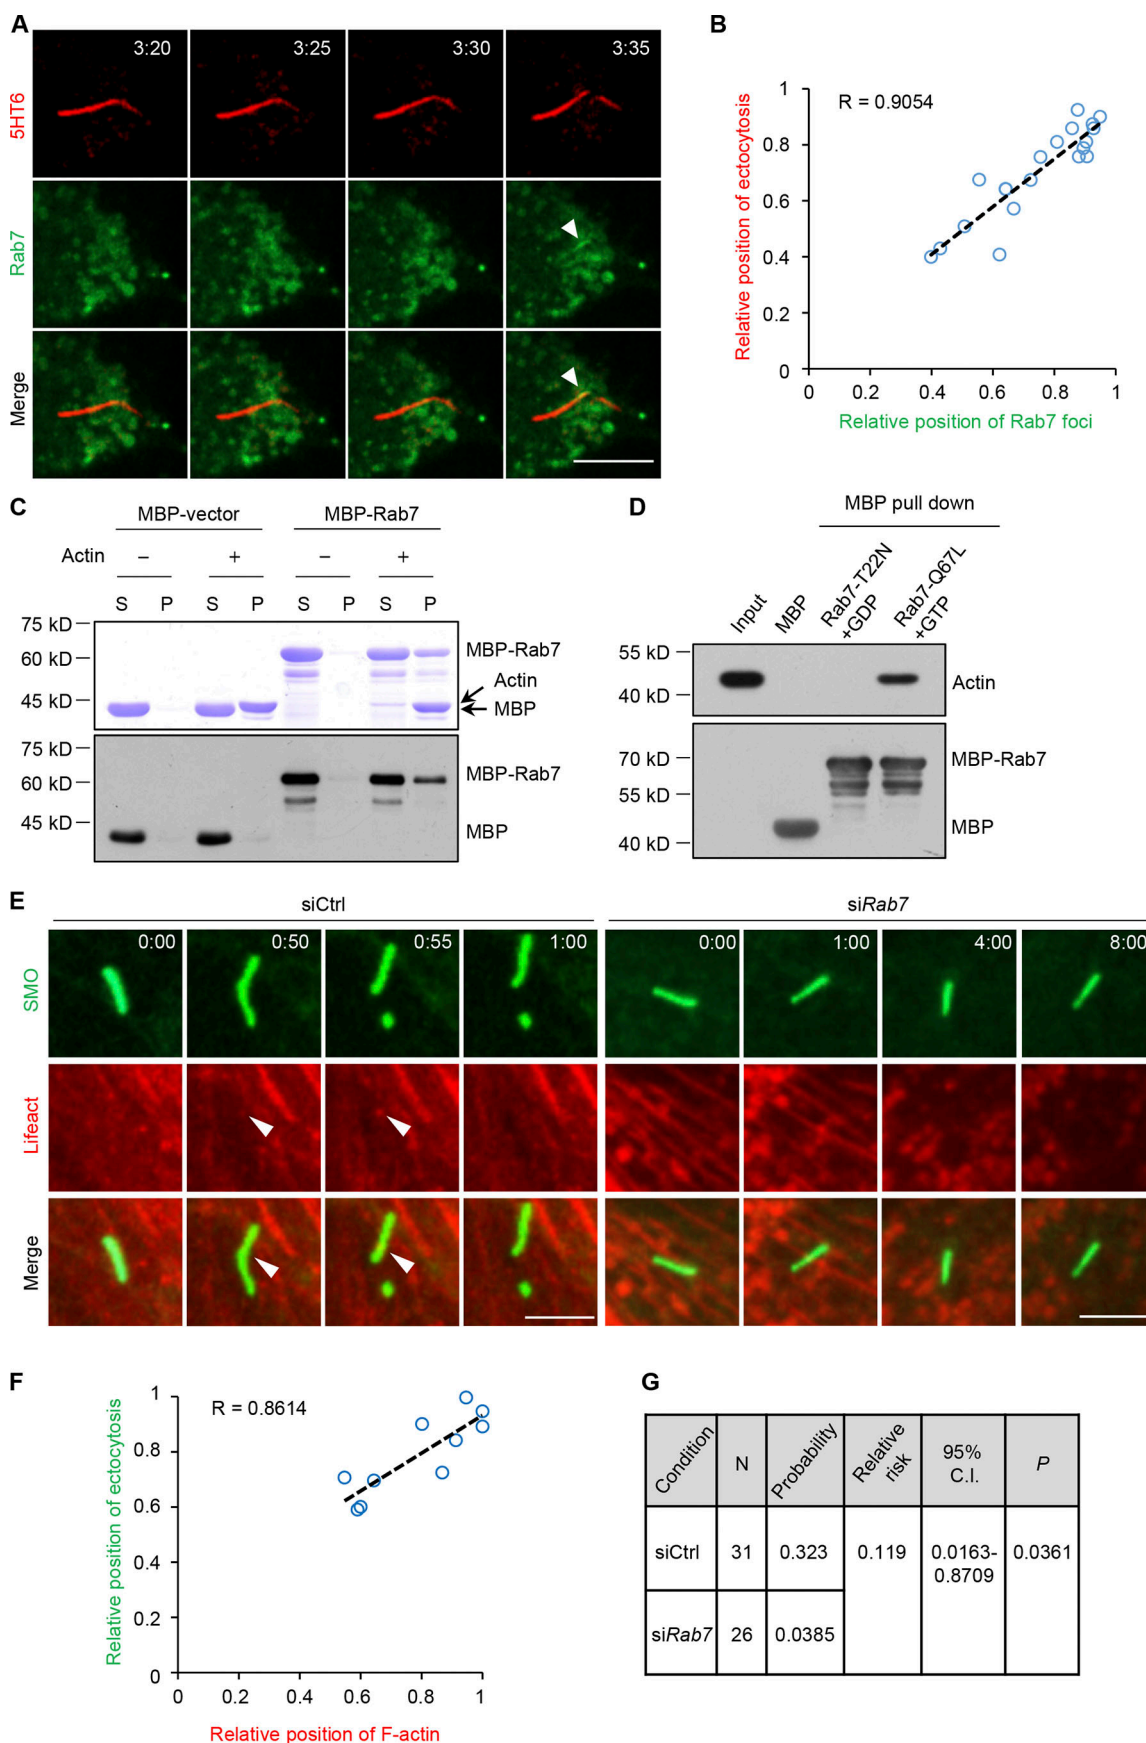 A
3:20 3:25 3:30 3:35
5HT6
Rab7
Merge
B
R = 0.9054
Relative position of ectocytosis
1
0.8
0.6
0.4
0.2
0
0 0.2 0.4 0.6 0.8 1
Relative position of Rab7 foci
C
MBP-vector MBP-Rab7
Actin – + – +
S P S P S P S P
75 kD
60 kD
45 kD
MBP-Rab7
Actin
MBP
75 kD
60 kD
45 kD
MBP-Rab7
MBP
D
MBP pull down
Input
MBP
Rab7-T22N
+GDP
Rab7-Q67L
+GTP
55 kD
40 kD
Actin
70 kD
55 kD
40 kD
MBP-Rab7
MBP
E
siCtrl siRab7
0:00 0:50 0:55 1:00 0:00 1:00 4:00 8:00
SMO
Lifeact
Merge
F
R = 0.8614
Relative position of ectocytosis
1
0.8
0.6
0.4
0.2
0
0 0.2 0.4 0.6 0.8 1
Relative position of F-actin
G
Condition N Probability Relative risk 95% C.I. P
siCtrl 31 0.323 0.119 0.0163-0.8709 0.0361
siRab7 26 0.0385